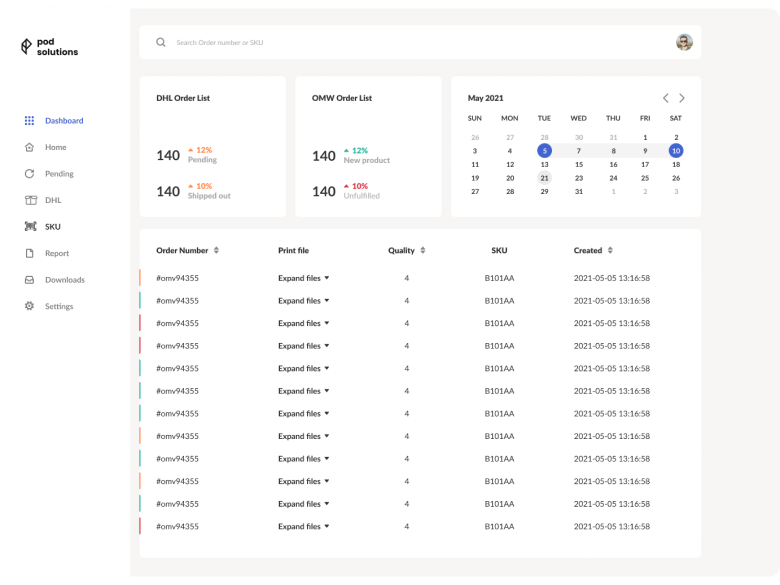 pod
solutions
Search Order number or SKU
Dashboard
Home
Pending
DHL
SKU
Report
Downloads
Settings
DHL Order List
140 12%
Pending
140 10%
Shipped out
OMW Order List
140 12%
New product
140 10%
Unfulfilled
May 2021
SUN MON TUE WED THU FRI SAT
26 27 28 30 31 1 2
3 4 5 7 8 9 10
11 12 13 15 16 17 18
19 20 21 23 24 25 26
27 28 29 31 1 2 3
Order Number Print file Quality SKU Created
#omv94355 Expand files 4 B101AA 2021-05-05 13:16:58
#omv94355 Expand files 4 B101AA 2021-05-05 13:16:58
#omv94355 Expand files 4 B101AA 2021-05-05 13:16:58
#omv94355 Expand files 4 B101AA 2021-05-05 13:16:58
#omv94355 Expand files 4 B101AA 2021-05-05 13:16:58
#omv94355 Expand files 4 B101AA 2021-05-05 13:16:58
#omv94355 Expand files 4 B101AA 2021-05-05 13:16:58
#omv94355 Expand files 4 B101AA 2021-05-05 13:16:58
#omv94355 Expand files 4 B101AA 2021-05-05 13:16:58
#omv94355 Expand files 4 B101AA 2021-05-05 13:16:58
#omv94355 Expand files 4 B101AA 2021-05-05 13:16:58
#omv94355 Expand files 4 B101AA 2021-05-05 13:16:58